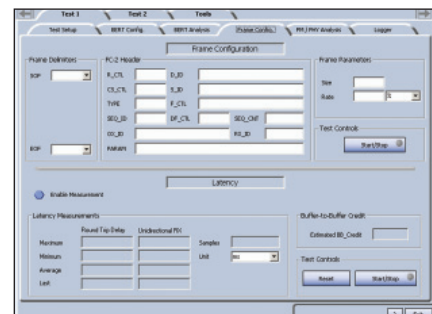 Test 1 Test 2 Tools
Test Setup BERT Config. BERT Analysis Frame Config. PM/PHY Analysis Logger
Frame Configuration
Frame Delimiters
SOF
EOF
FC-2 Header
R_CTL D_ID
CS_CTL S_ID
TYPE F_CTL
SEQ_ID DF_CTL SEQ_CNT
OX_ID RX_ID
PARAM
Frame Parameters
Size
Rate %
Test Controls
Start/Stop
Latency
Enable Measurement
Latency Measurements
Round Trip Delay Unidirectional FTX
Maximum Samples
Minimum Unit ms
Average
Last
Buffer-to-Buffer Credit
Estimated BB_Credit
Test Controls
Reset Start/Stop